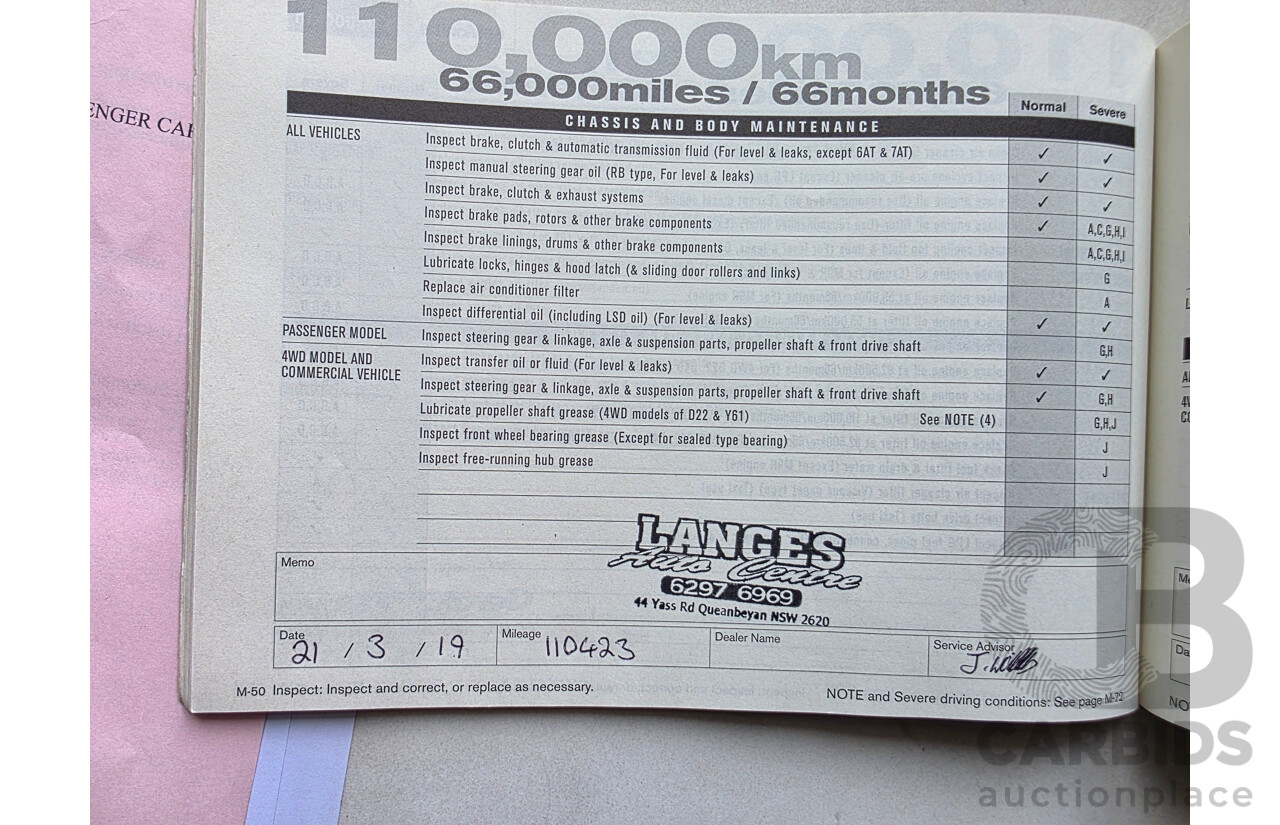 ENGER CAR
110,000km
66,000miles / 66months
Normal Severe
CHASSIS AND BODY MAINTENANCE
ALL VEHICLES Inspect brake, clutch & automatic transmission fluid (For level & leaks, except 6AT & 7AT) ✓ ✓
Inspect manual steering gear oil (RB type, For level & leaks) ✓ ✓
Inspect brake, clutch & exhaust systems ✓ ✓
Inspect brake pads, rotors & other brake components ✓ A,C,G,H,I
Inspect brake linings, drums & other brake components A,C,G,H,I
Lubricate locks, hinges & hood latch (& sliding door rollers and links) G
Replace air conditioner filter A
Inspect differential oil (including LSD oil) (For level & leaks) ✓ ✓
PASSENGER MODEL Inspect steering gear & linkage, axle & suspension parts, propeller shaft & front drive shaft G,H
4WD MODEL AND Inspect transfer oil or fluid (For level & leaks) ✓ ✓
COMMERCIAL VEHICLE Inspect steering gear & linkage, axle & suspension parts, propeller shaft & front drive shaft ✓ G,H
Lubricate propeller shaft grease (4WD models of D22 & Y61) See NOTE (4) G,H,J
Inspect front wheel bearing grease (Except for sealed type bearing) J
Inspect free-running hub grease J
LANGES
Auto Centre
6297 6969
44 Yass Rd Queanbeyan NSW 2620
Memo
Date 21 / 3 / 19 Mileage 110423 Dealer Name Service Advisor
M-50 Inspect: Inspect and correct, or replace as necessary. NOTE and Severe driving conditions: See page M-72
CARBIDS
auctionplace